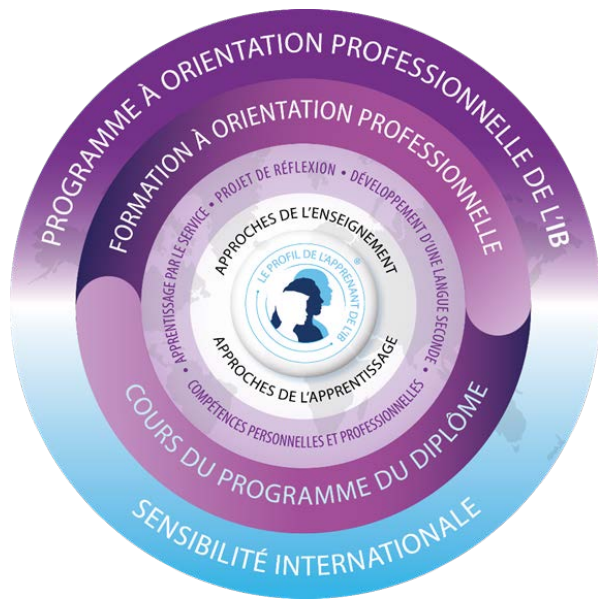 PROGRAMME À ORIENTATION PROFESSIONNELLE DE L'IB
FORMATION À ORIENTATION PROFESSIONNELLE
APPRENTISSAGE PAR LE SERVICE • PROJET DE RÉFLEXION • DÉVELOPPEMENT D'UNE LANGUE SECONDE •
APPROCHES DE L'ENSEIGNEMENT
LE PROFIL DE L'APPRENANT DE L'IB
®
APPROCHES DE L'APPRENTISSAGE
COMPÉTENCES PERSONNELLES ET PROFESSIONNELLES •
COURS DU PROGRAMME DU DIPLÔME
SENSIBILITÉ INTERNATIONALE